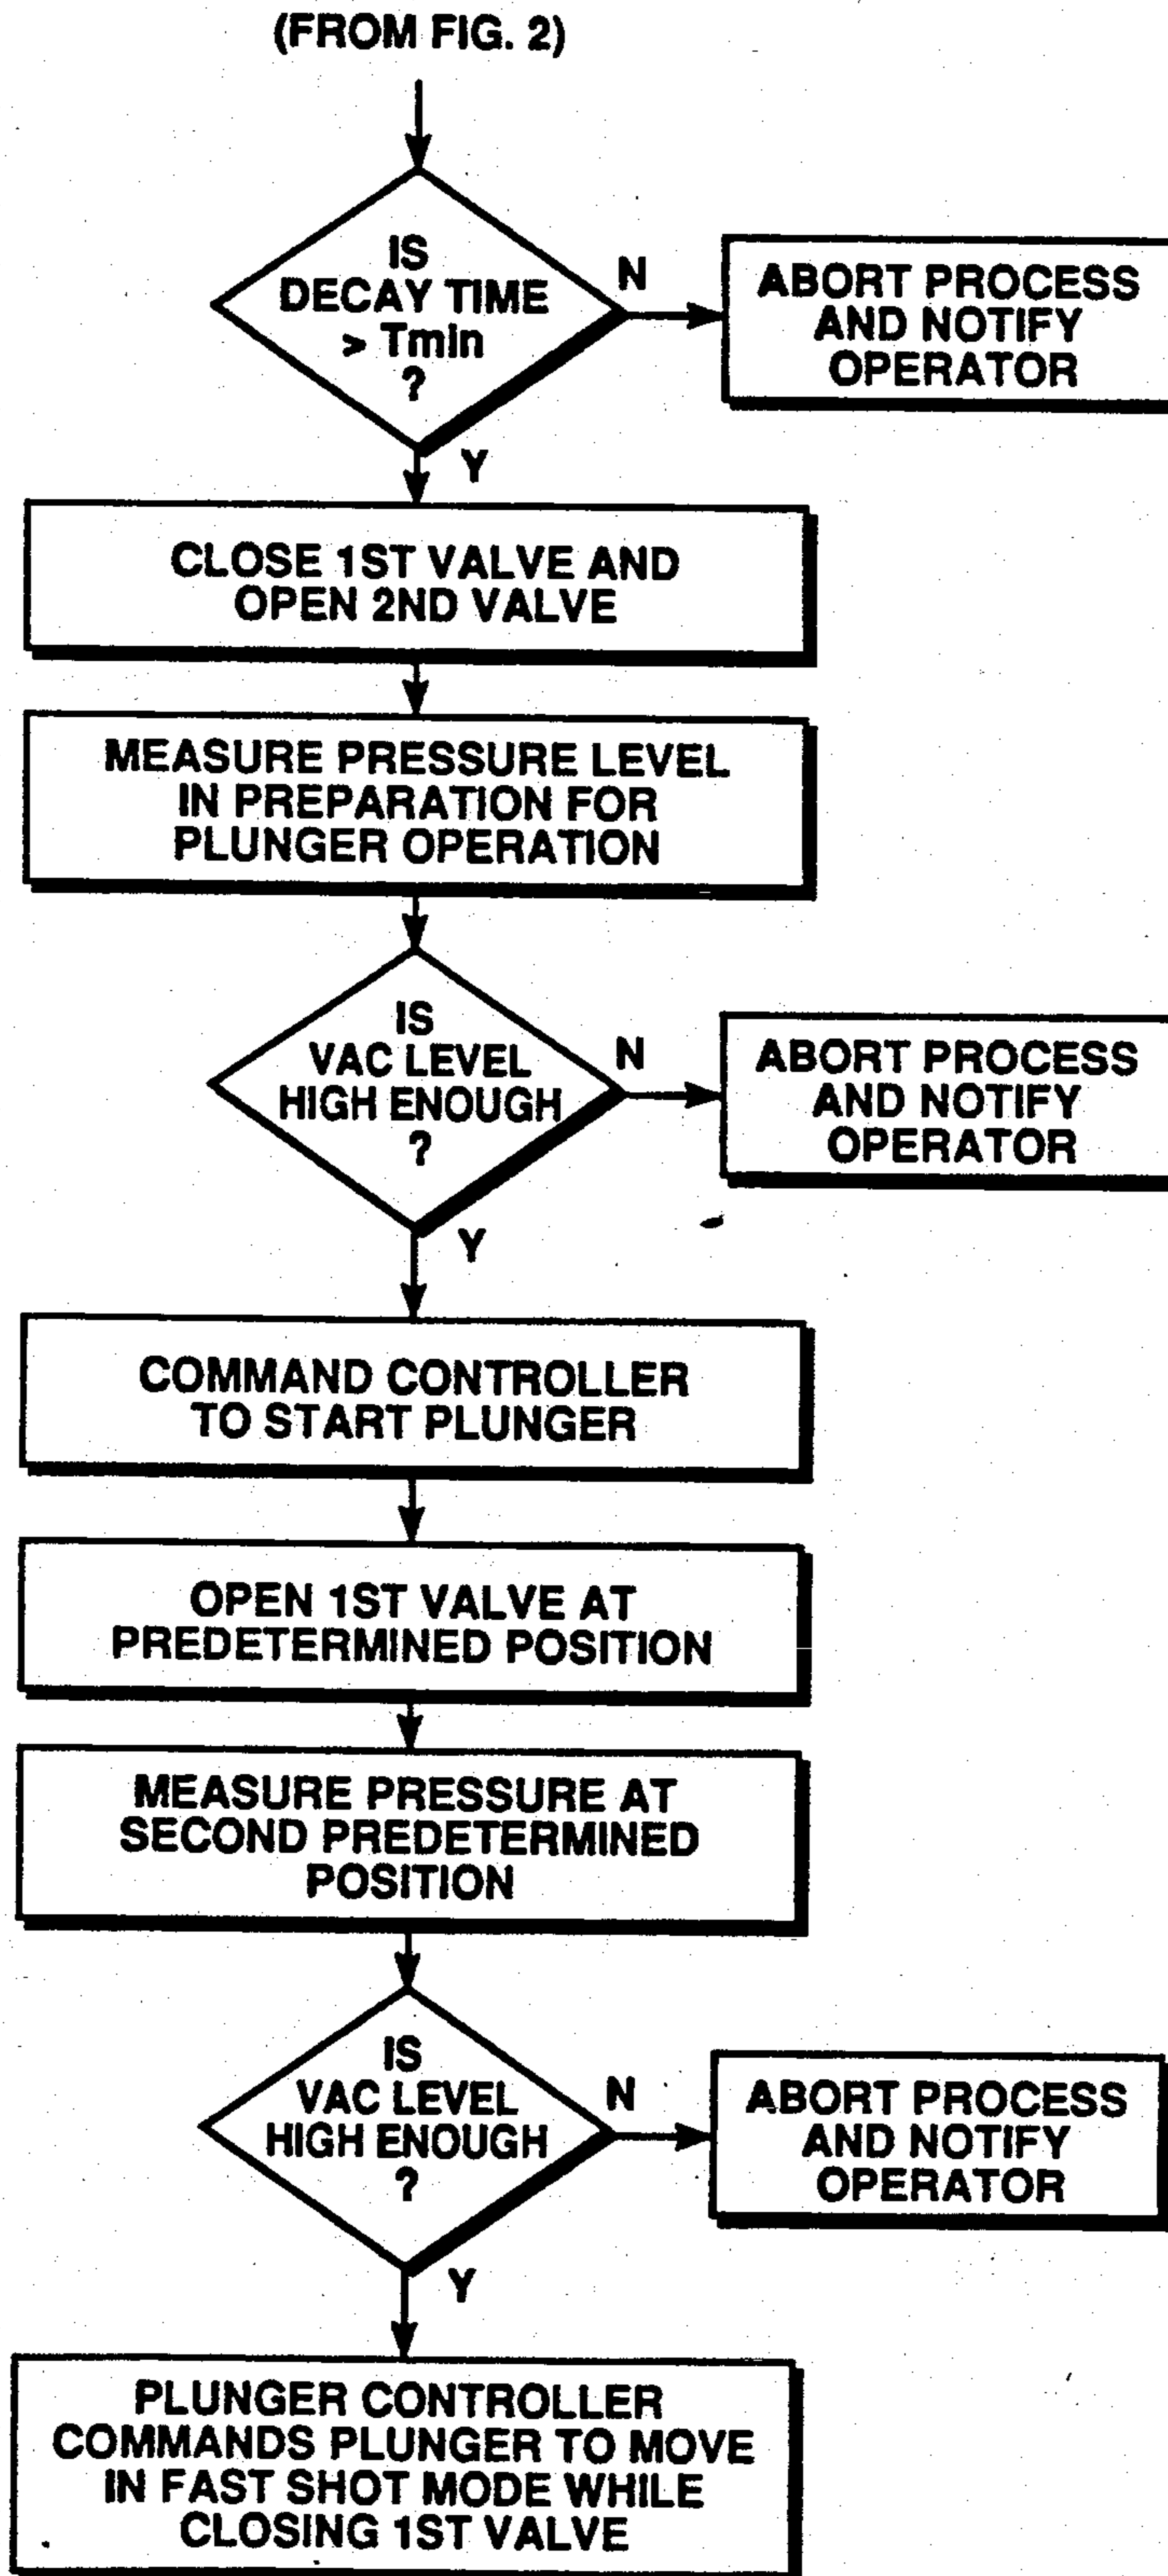 (FROM FIG. 2)
IS
DECAY TIME
> Tmin
?
N
ABORT PROCESS
AND NOTIFY
OPERATOR
Y
CLOSE 1ST VALVE AND
OPEN 2ND VALVE
MEASURE PRESSURE LEVEL
IN PREPARATION FOR
PLUNGER OPERATION
IS
VAC LEVEL
HIGH ENOUGH
?
N
ABORT PROCESS
AND NOTIFY
OPERATOR
Y
COMMAND CONTROLLER
TO START PLUNGER
OPEN 1ST VALVE AT
PREDETERMINED POSITION
MEASURE PRESSURE AT
SECOND PREDETERMINED
POSITION
IS
VAC LEVEL
HIGH ENOUGH
?
N
ABORT PROCESS
AND NOTIFY
OPERATOR
Y
PLUNGER CONTROLLER
COMMANDS PLUNGER TO MOVE
IN FAST SHOT MODE WHILE
CLOSING 1ST VALVE